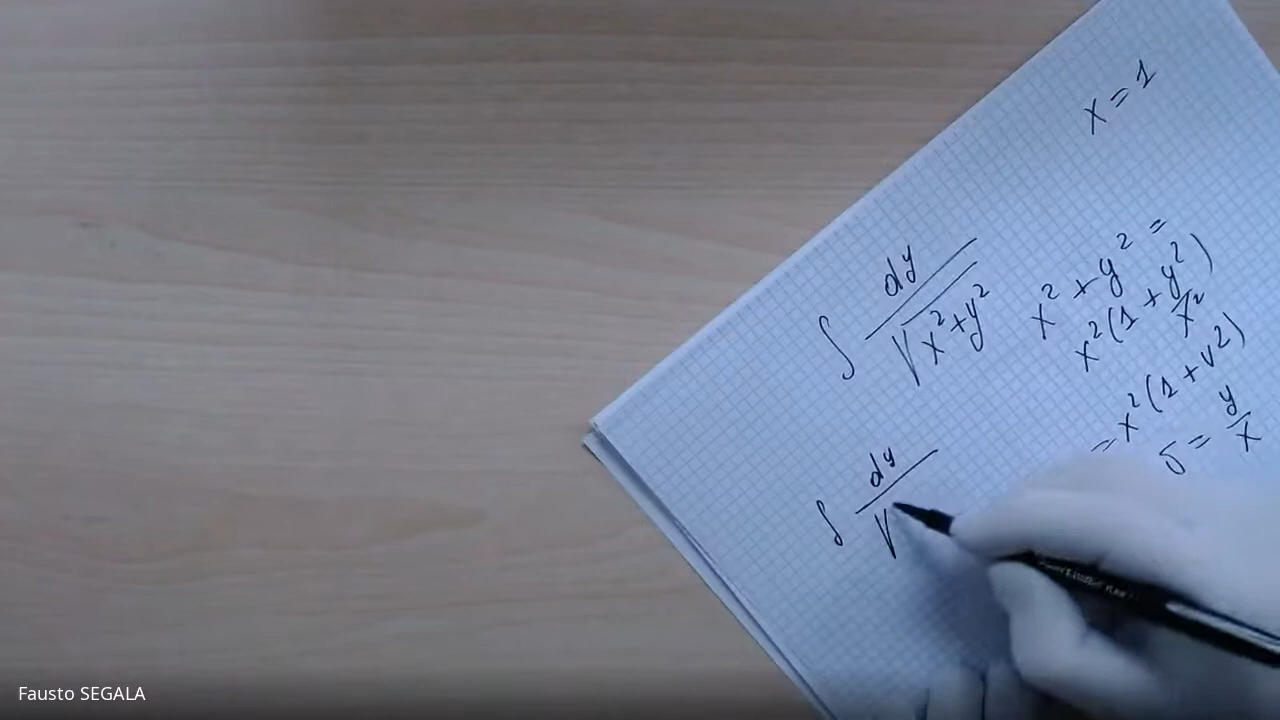 x = 1
∫ dy / √x²+y²
x² + y² =
x²(1 + y²/x²)
= x²(1 + v²)
v = y/x
∫ dy / √
Fausto SEGALA